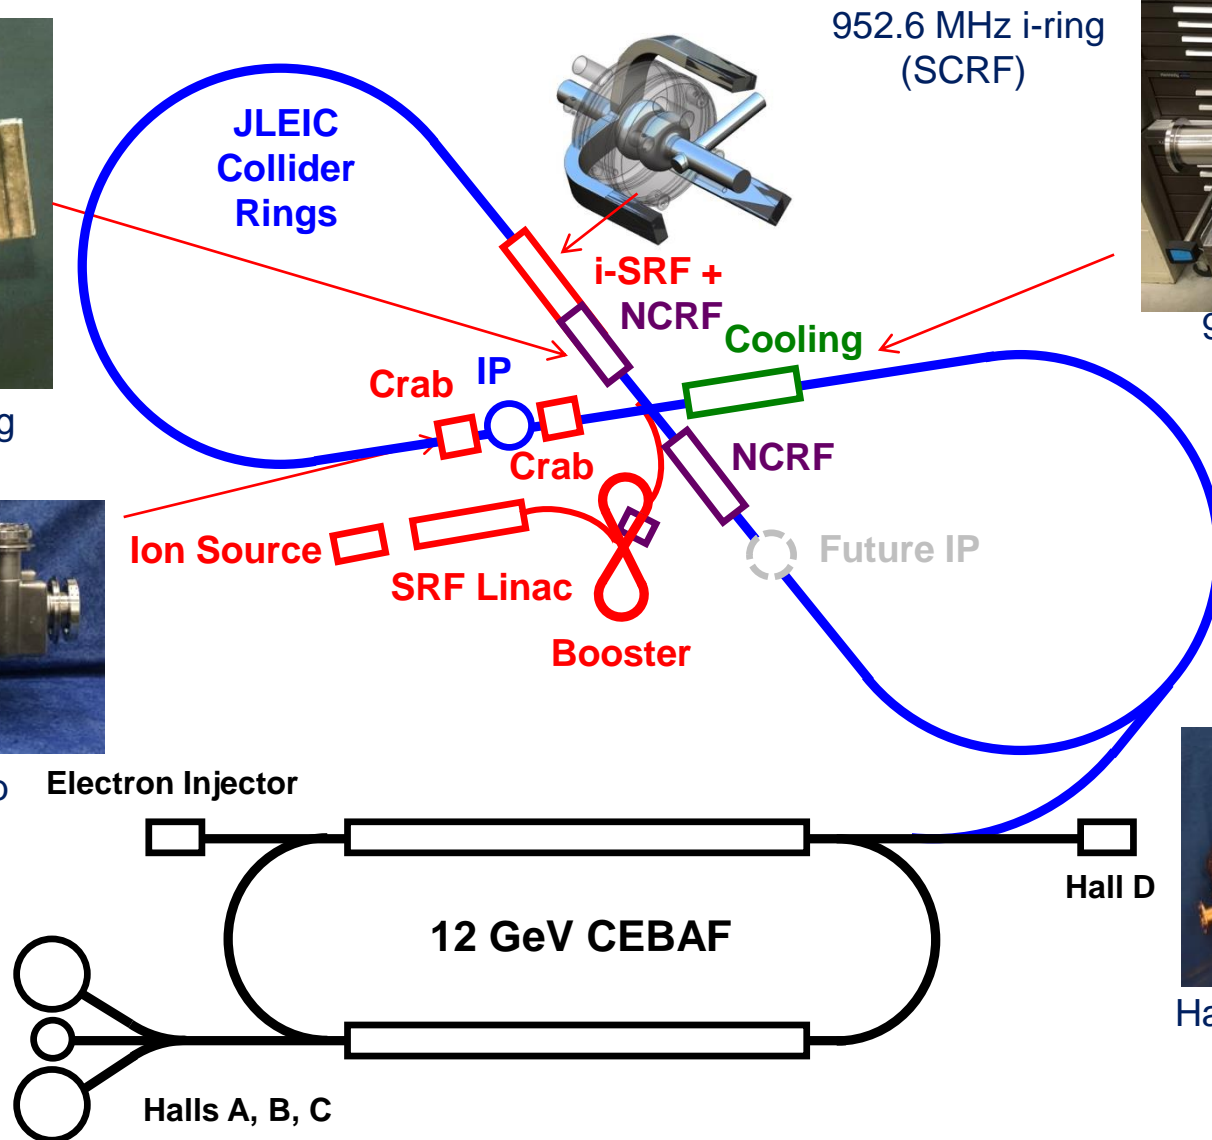 952.6 MHz i-ring
(SCRF)
JLEIC
Collider
Rings
i-SRF +
NCRF
Cooling
IP
Crab
Crab
NCRF
Ion Source
Future IP
SRF Linac
Booster
Electron Injector
Hall D
12 GeV CEBAF
Halls A, B, C